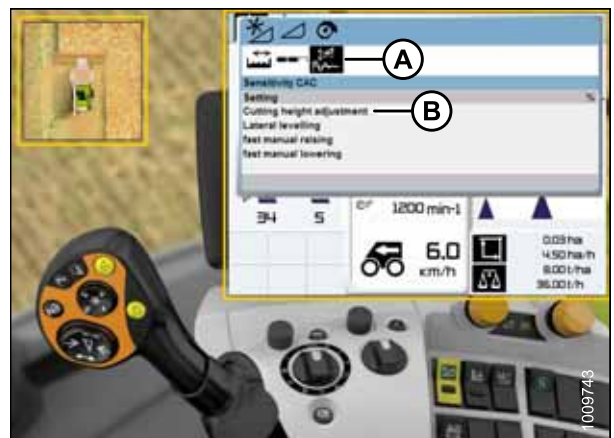 A
Sensitivity CAC
Setting %
Cutting height adjustment
B
Lateral levelling
fast manual raising
fast manual lowering
34 5
1200 min-1
6.0
km/h
0.03 ha
4.50 ha/h
8.00 t/ha
36.00 t/h
1009743